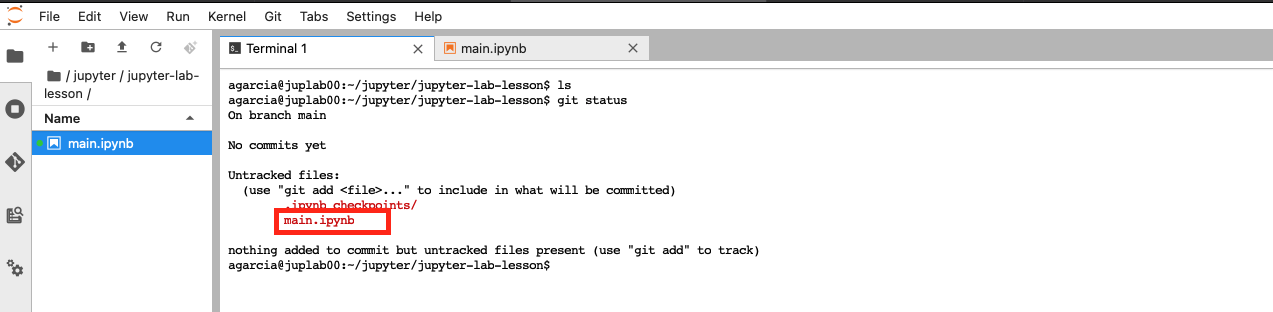 File Edit View Run Kernel Git Tabs Settings Help
/ jupyter / jupyter-lab-
lesson /
Name
main.ipynb
Terminal 1
main.ipynb
agarcia@juplab00:~/jupyter/jupyter-lab-lesson$ ls
agarcia@juplab00:~/jupyter/jupyter-lab-lesson$ git status
On branch main
No commits yet
Untracked files:
(use "git add <file>..." to include in what will be committed)
.ipynb_checkpoints/
main.ipynb
nothing added to commit but untracked files present (use "git add" to track)
agarcia@juplab00:~/jupyter/jupyter-lab-lesson$